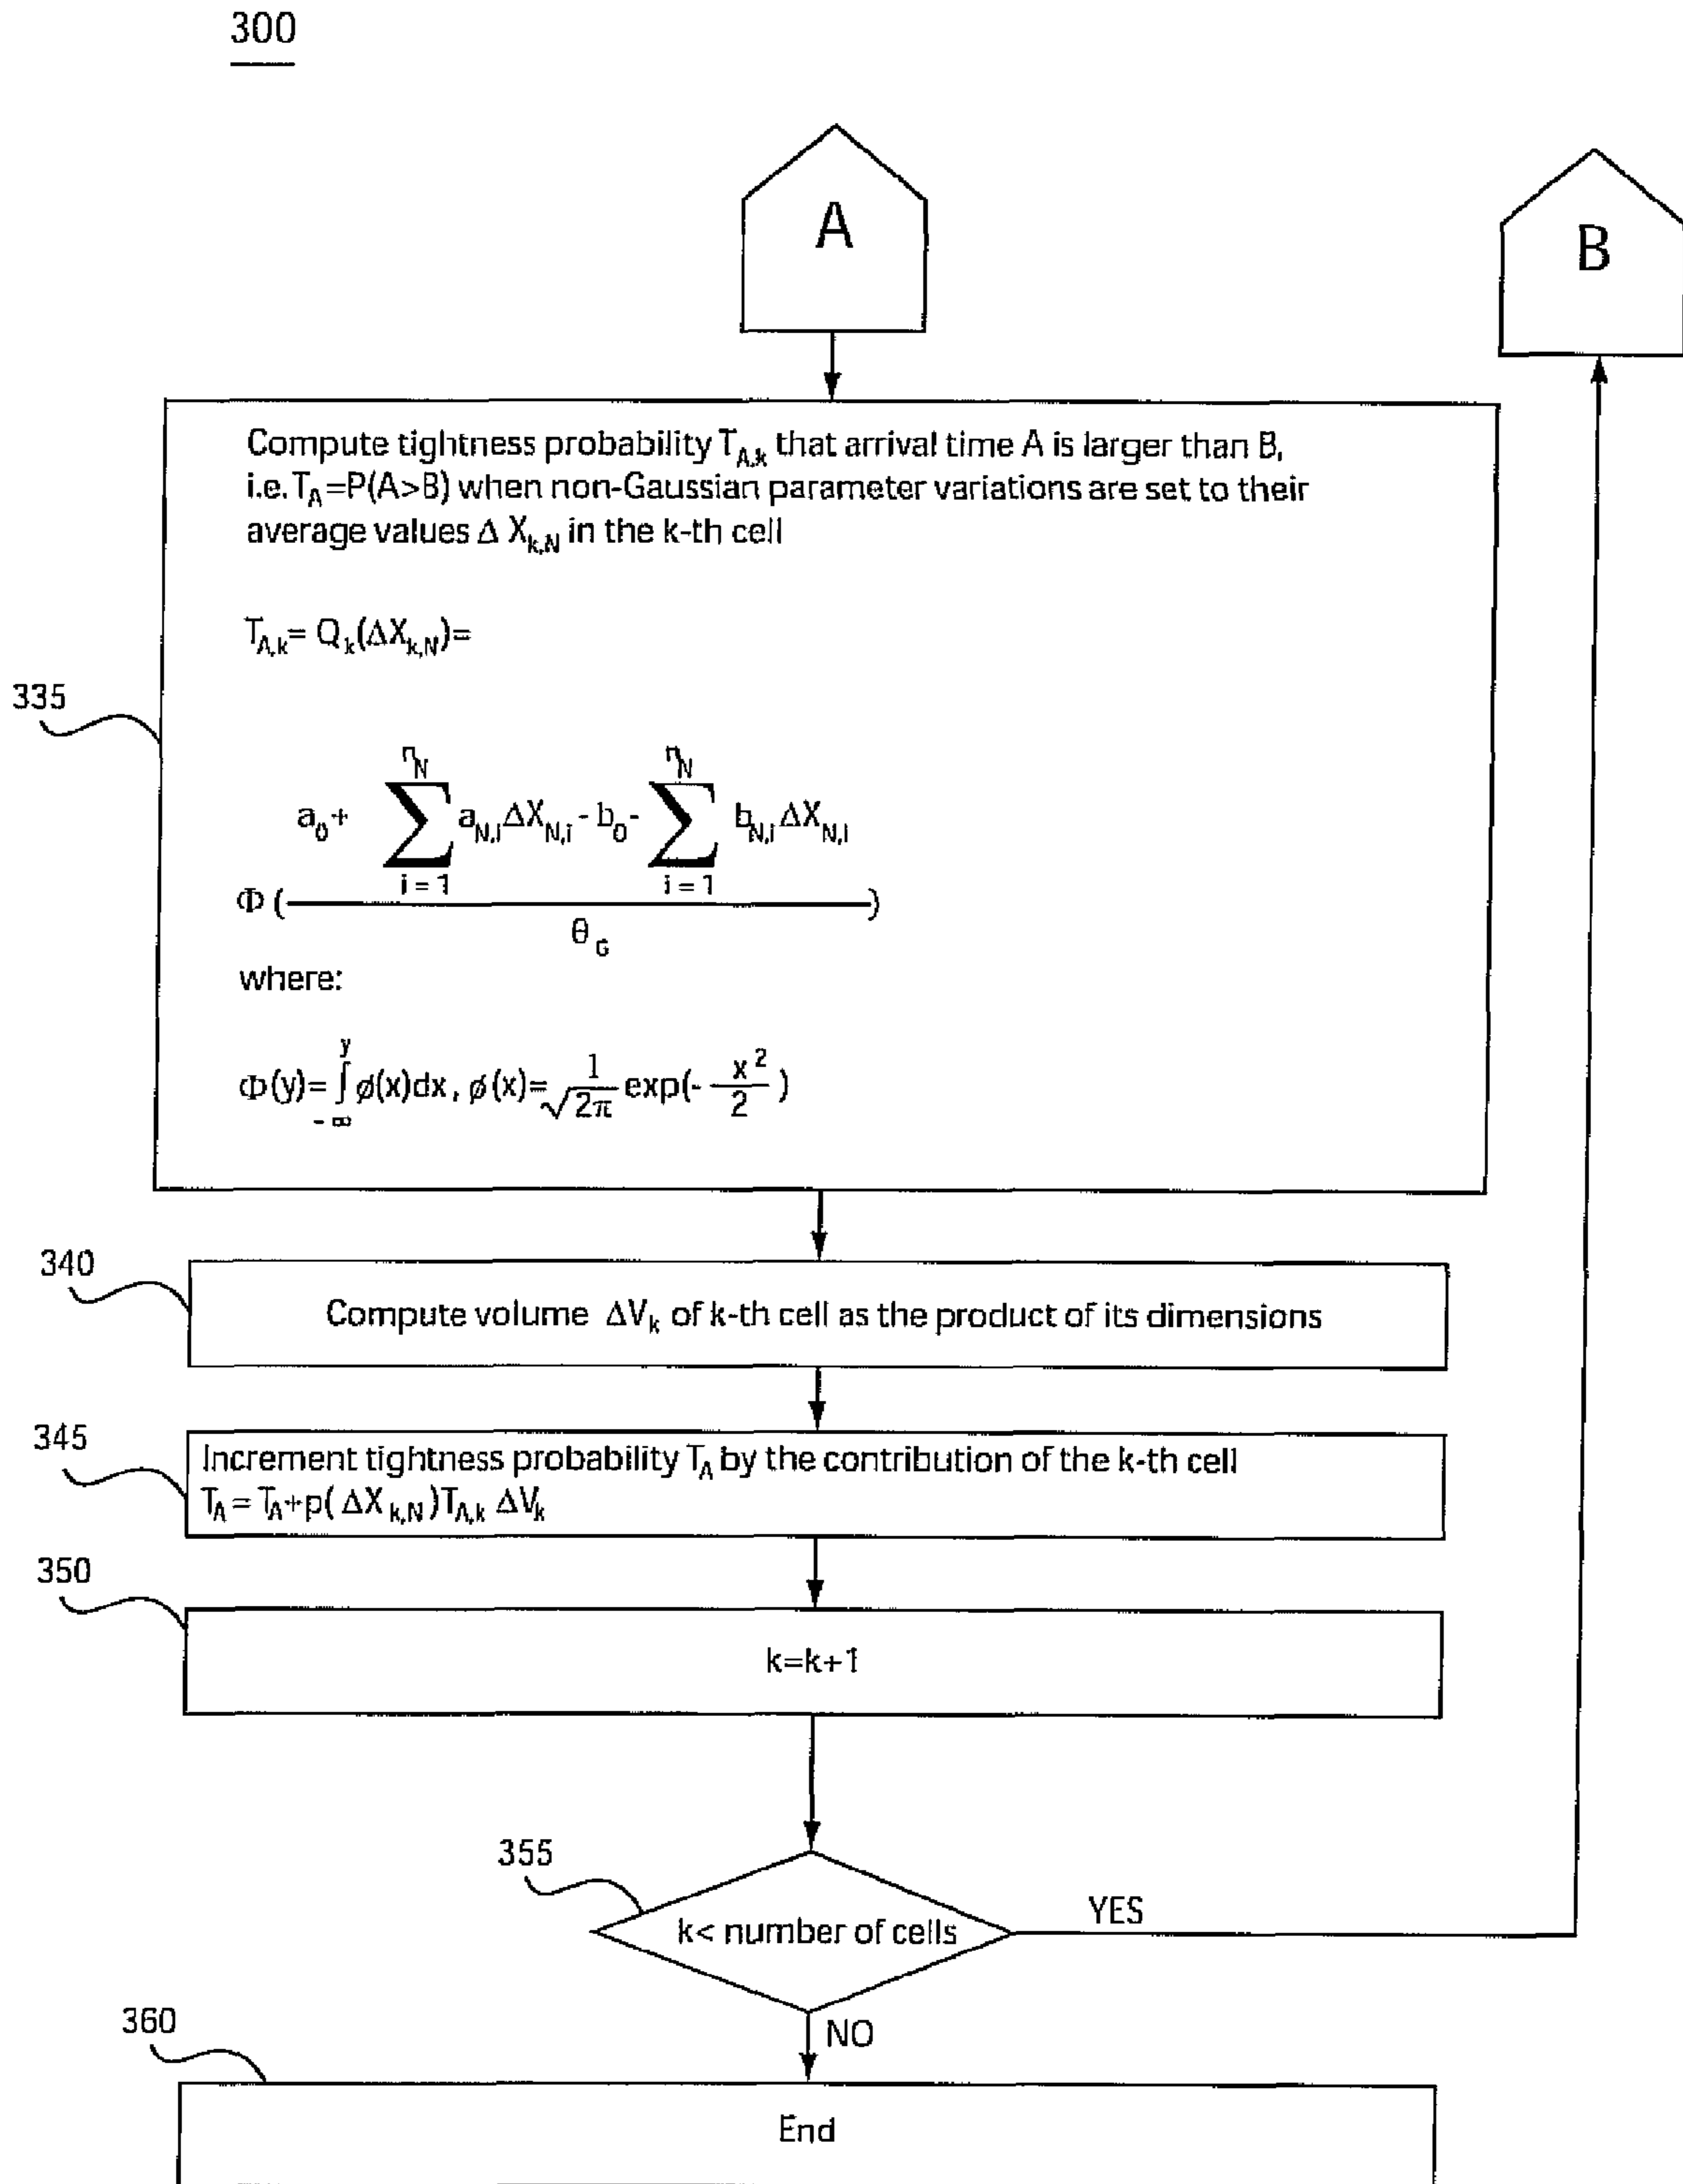 300
A
B
Compute tightness probability T_{A,k} that arrival time A is larger than B,
i.e. T_A=P(A>B) when non-Gaussian parameter variations are set to their
average values Δ X_{k,N} in the k-th cell
T_{A,k}= Q_k(ΔX_{k,N})=
335
n_N n_N
a_0+ ∑ a_{N,i}ΔX_{N,i} - b_0- ∑ b_{N,i}ΔX_{N,i}
i = 1 i = 1
Φ ( )
θ_G
where:
Φ(y)=∫_{-∞}^{y} ø(x)dx, ø(x)= 1/√2π exp(- x^2/2 )
340
Compute volume ΔV_k of k-th cell as the product of its dimensions
345
Increment tightness probability T_A by the contribution of the k-th cell
T_A = T_A+p( ΔX_{k,N})T_{A,k} ΔV_k
350
k=k+1
355
k< number of cells
YES
NO
360
End